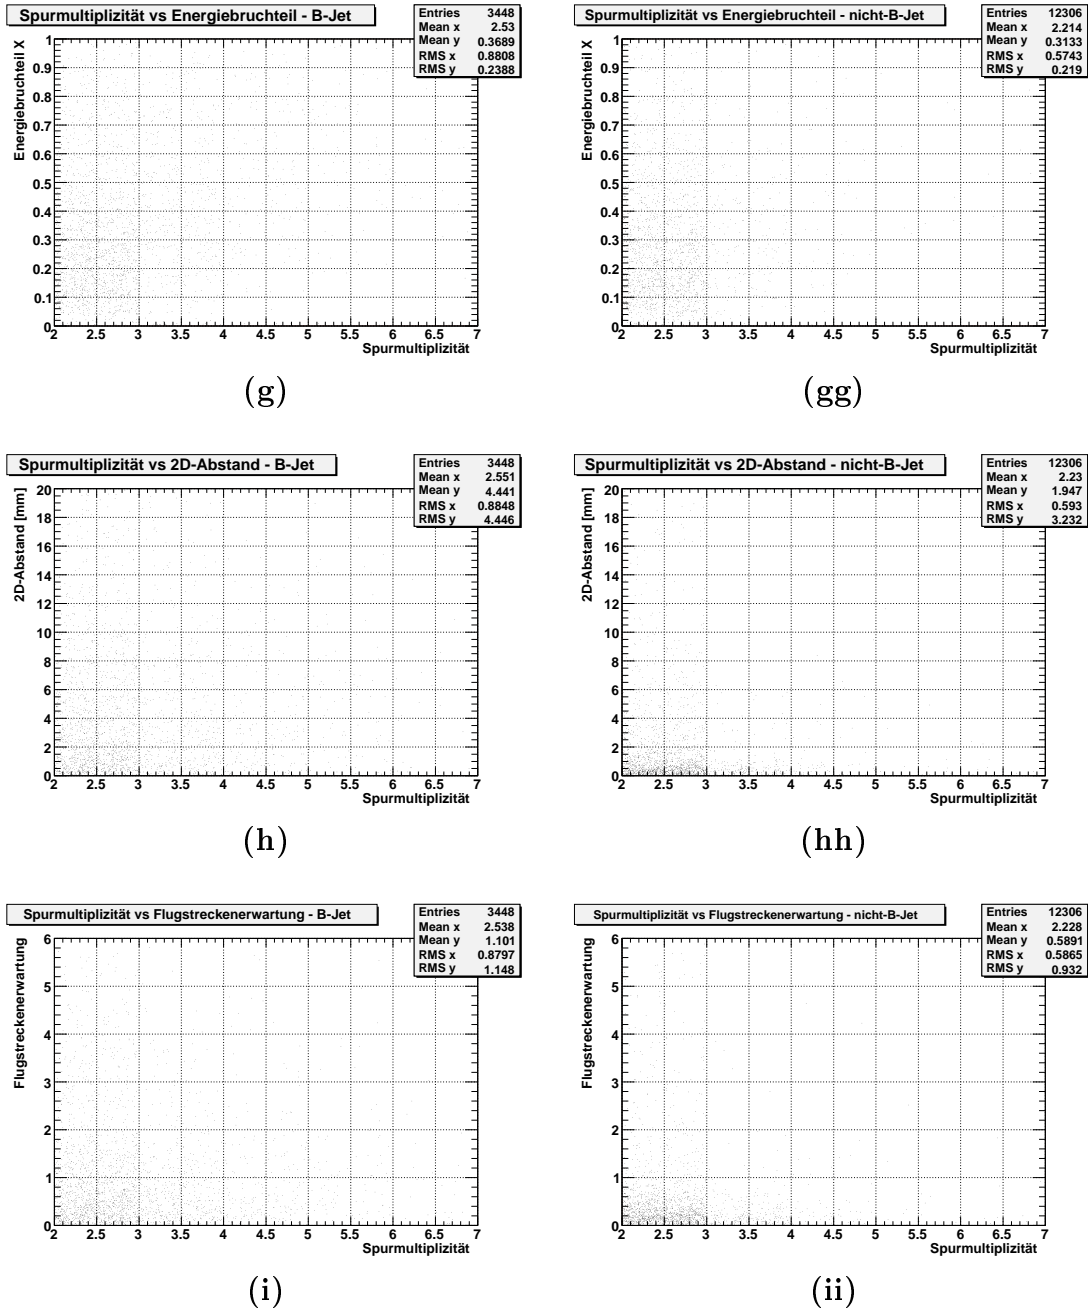 Spurmultiplizität vs Energiebruchteil - B-Jet
Entries 3448
Mean x 2.53
Mean y 0.3689
RMS x 0.8808
RMS y 0.2388
Energiebruchteil X
1
0.9
0.8
0.7
0.6
0.5
0.4
0.3
0.2
0.1
0
2 2.5 3 3.5 4 4.5 5 5.5 6 6.5 7
Spurmultiplizität
(g)
Spurmultiplizität vs Energiebruchteil - nicht-B-Jet
Entries 12306
Mean x 2.214
Mean y 0.3133
RMS x 0.5743
RMS y 0.219
Energiebruchteil X
1
0.9
0.8
0.7
0.6
0.5
0.4
0.3
0.2
0.1
0
2 2.5 3 3.5 4 4.5 5 5.5 6 6.5 7
Spurmultiplizität
(gg)
Spurmultiplizität vs 2D-Abstand - B-Jet
Entries 3448
Mean x 2.551
Mean y 4.441
RMS x 0.8848
RMS y 4.446
2D-Abstand [mm]
20
18
16
14
12
10
8
6
4
2
0
2 2.5 3 3.5 4 4.5 5 5.5 6 6.5 7
Spurmultiplizität
(h)
Spurmultiplizität vs 2D-Abstand - nicht-B-Jet
Entries 12306
Mean x 2.23
Mean y 1.947
RMS x 0.593
RMS y 3.232
2D-Abstand [mm]
20
18
16
14
12
10
8
6
4
2
0
2 2.5 3 3.5 4 4.5 5 5.5 6 6.5 7
Spurmultiplizität
(hh)
Spurmultiplizität vs Flugstreckenerwartung - B-Jet
Entries 3448
Mean x 2.538
Mean y 1.101
RMS x 0.8797
RMS y 1.148
Flugstreckenerwartung
6
5
4
3
2
1
0
2 2.5 3 3.5 4 4.5 5 5.5 6 6.5 7
Spurmultiplizität
(i)
Spurmultiplizität vs Flugstreckenerwartung - nicht-B-Jet
Entries 12306
Mean x 2.228
Mean y 0.5891
RMS x 0.5865
RMS y 0.932
Flugstreckenerwartung
6
5
4
3
2
1
0
2 2.5 3 3.5 4 4.5 5 5.5 6 6.5 7
Spurmultiplizität
(ii)